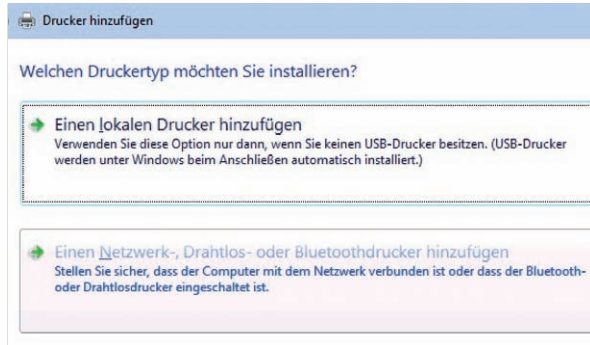 Drucker hinzufügen
Welchen Druckertyp möchten Sie installieren?
Einen lokalen Drucker hinzufügen
Verwenden Sie diese Option nur dann, wenn Sie keinen USB-Drucker besitzen. (USB-Drucker
werden unter Windows beim Anschließen automatisch installiert.)
Einen Netzwerk-, Drahtlos- oder Bluetoothdrucker hinzufügen
Stellen Sie sicher, dass der Computer mit dem Netzwerk verbunden ist oder dass der Bluetooth-
oder Drahtlosdrucker eingeschaltet ist.